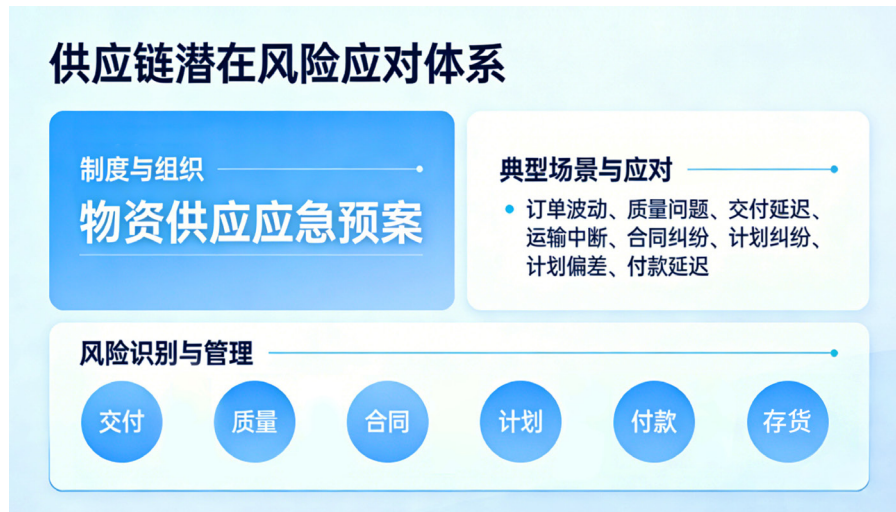 供应链潜在风险应对体系
制度与组织
物资供应应急预案
典型场景与应对
• 订单波动、质量问题、交付延迟、
运输中断、合同纠纷、计划纠纷、
计划偏差、付款延迟
风险识别与管理
交付
质量
合同
计划
付款
存货